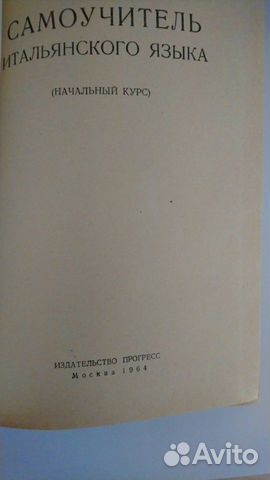 САМОУЧИТЕЛЬ
ИТАЛЬЯНСКОГО ЯЗЫКА
(НАЧАЛЬНЫЙ КУРС)
ИЗДАТЕЛЬСТВО ПРОГРЕСС
Москва 1964
Avito